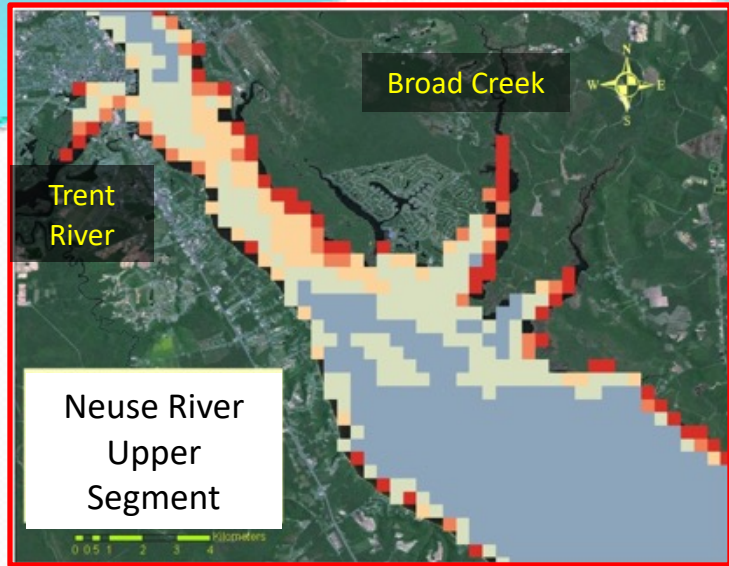 Broad Creek
N
W E
S
Trent
River
Neuse River
Upper
Segment
Kilometers
0 0.5 1 2 3 4